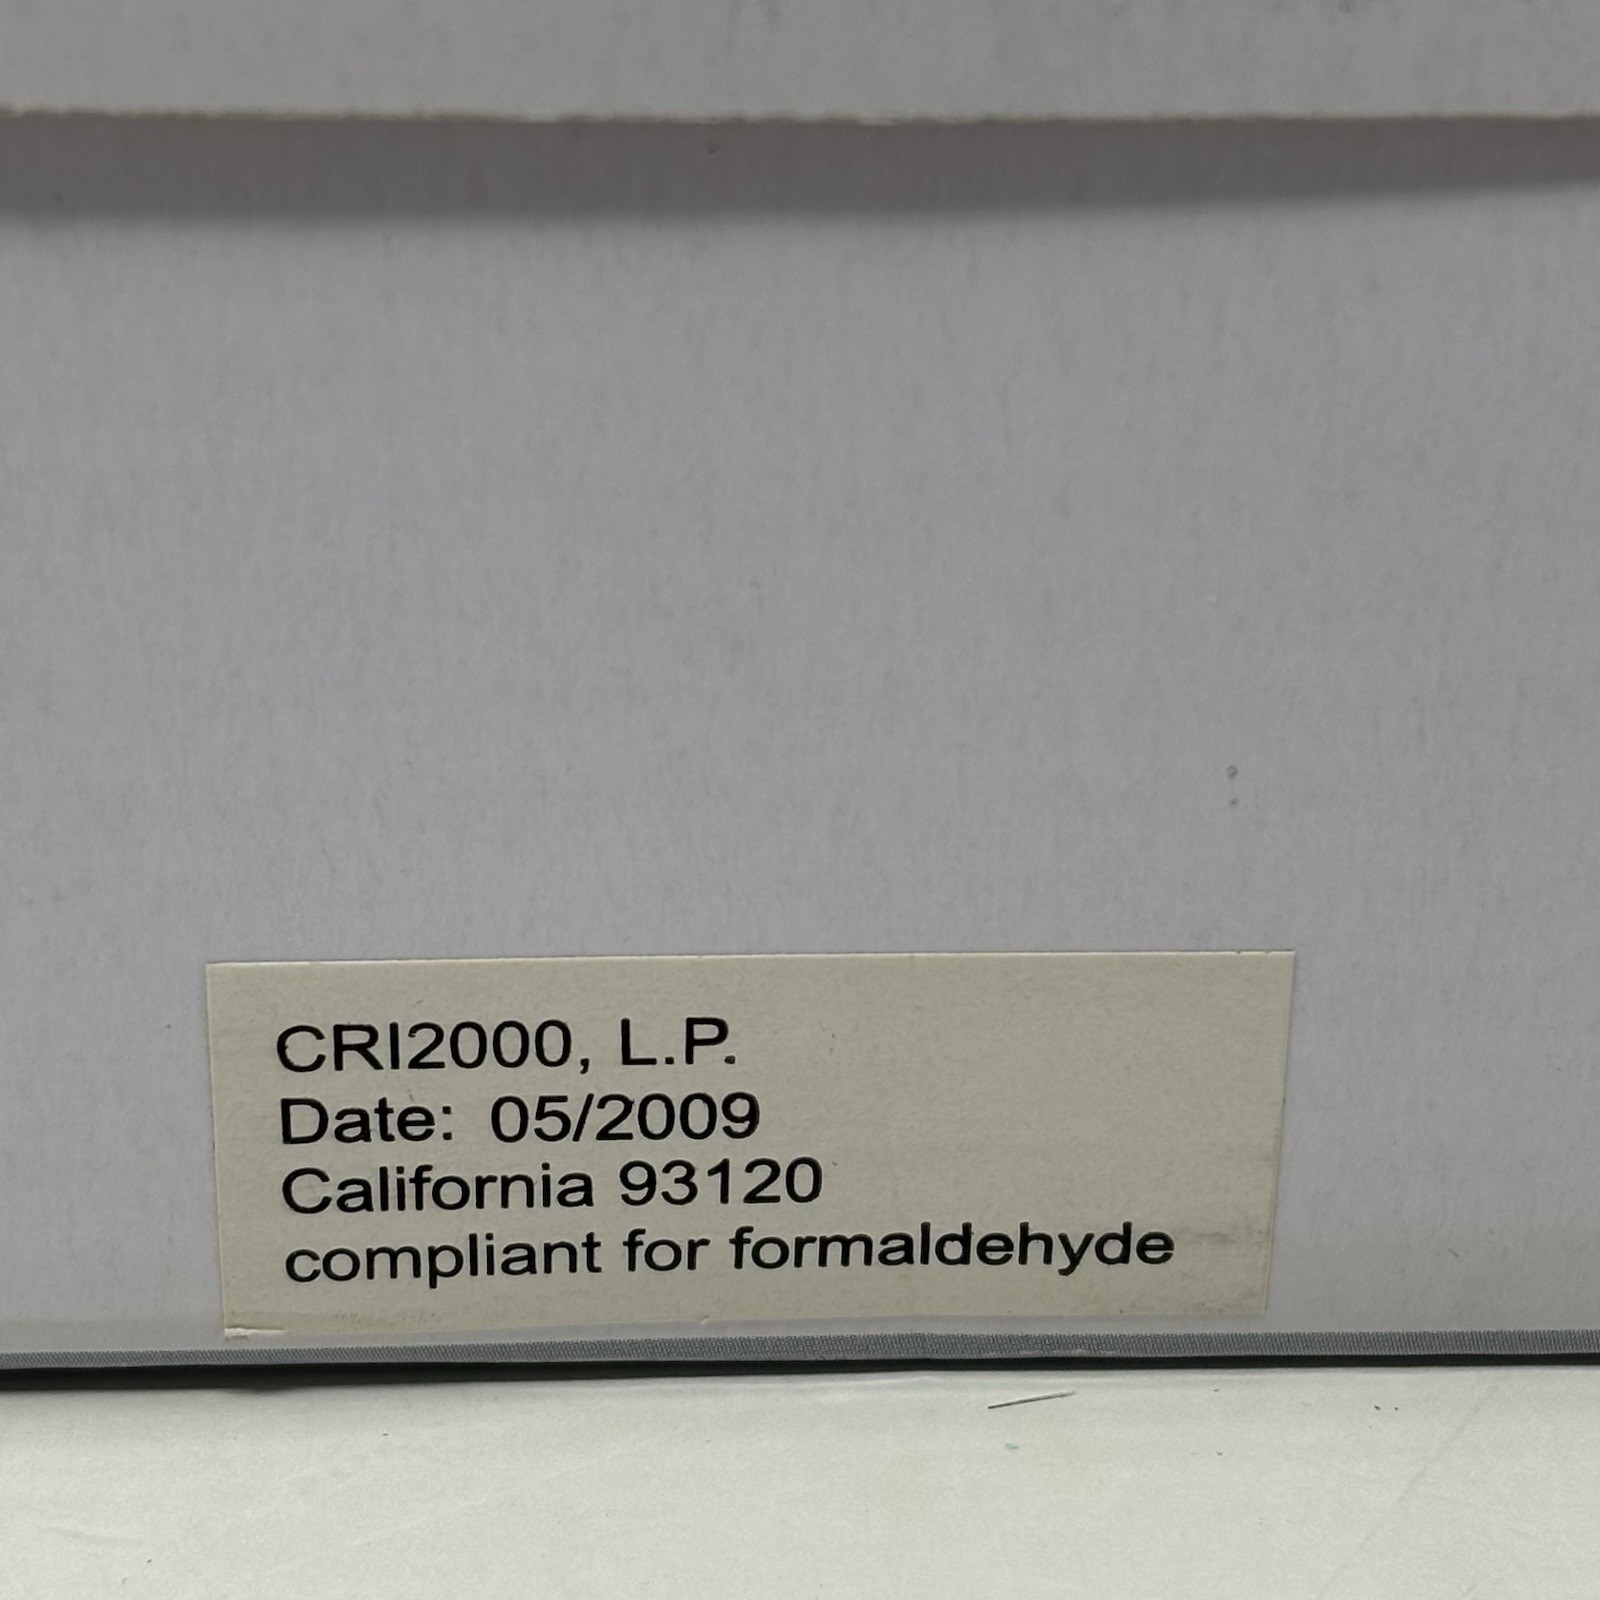 CRI2000, L.P.
Date: 05/2009
California 93120
compliant for formaldehyde